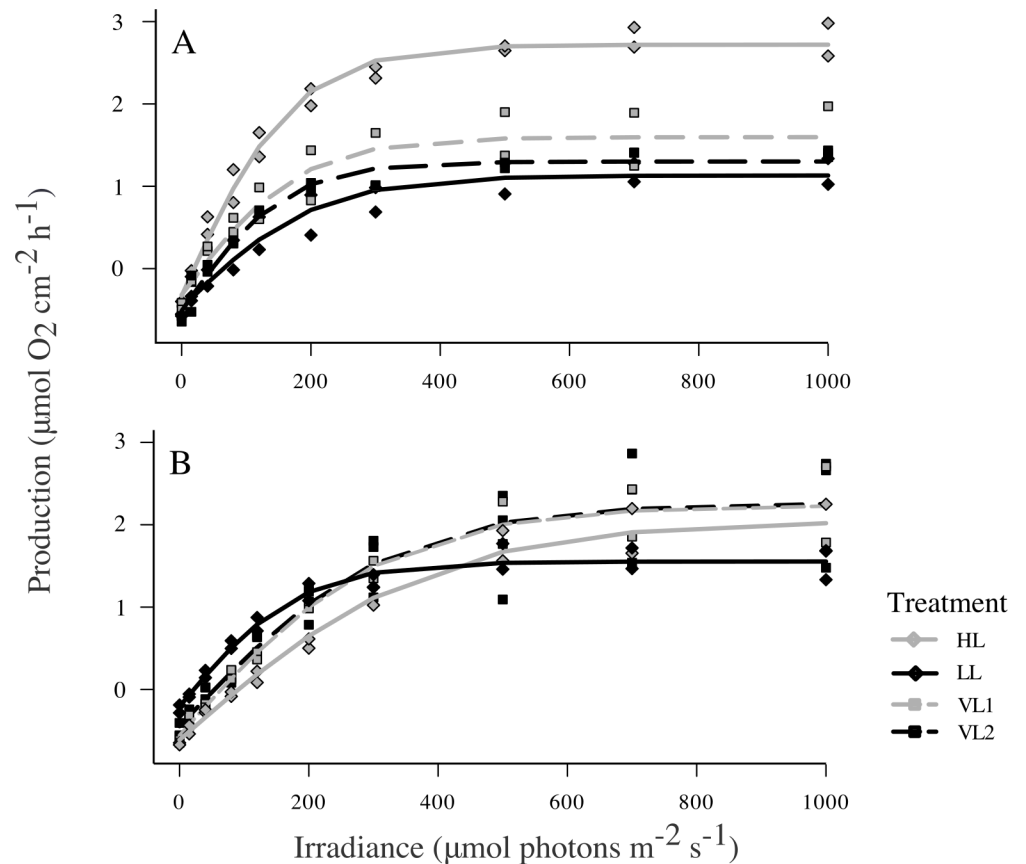 Production (µmol O2 cm-2 h-1)
A
3
2
1
0
0 200 400 600 800 1000
B
3
2
1
0
0 200 400 600 800 1000
Irradiance (µmol photons m-2 s-1)
Treatment
HL
LL
VL1
VL2